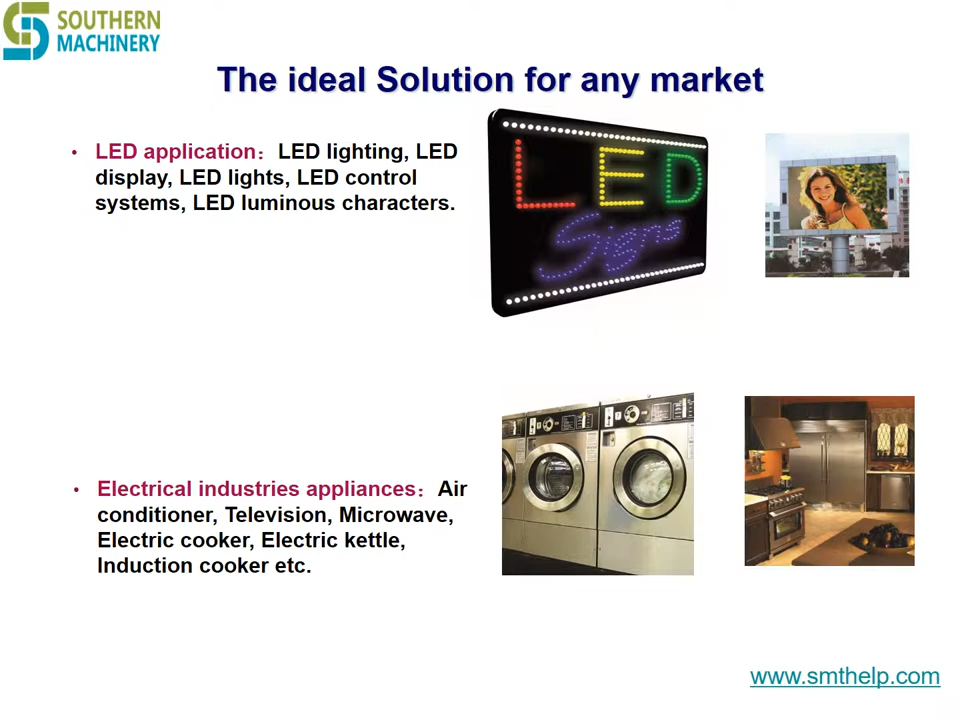 SOUTHERN
MACHINERY
The ideal Solution for any market
• LED application：LED lighting, LED
display, LED lights, LED control
systems, LED luminous characters.
LED
Signs
• Electrical industries appliances：Air
conditioner, Television, Microwave,
Electric cooker, Electric kettle,
Induction cooker etc.
www.smthelp.com